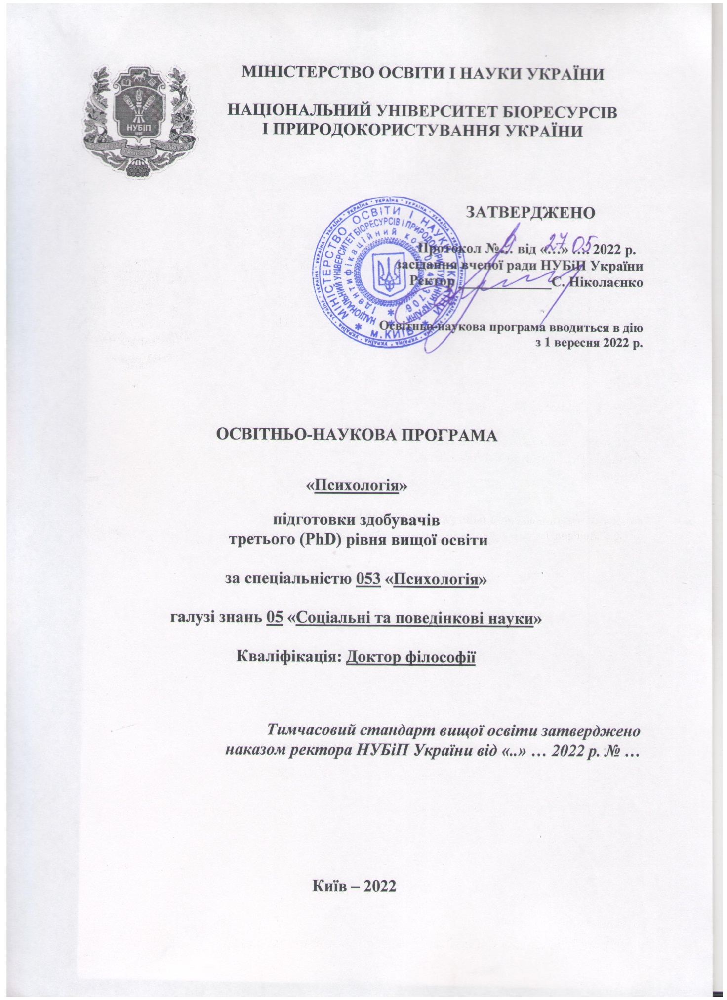 МІНІСТЕРСТВО ОСВІТИ І НАУКИ УКРАЇНИ
НАЦІОНАЛЬНИЙ УНІВЕРСИТЕТ БІОРЕСУРСІВ
І ПРИРОДОКОРИСТУВАННЯ УКРАЇНИ
НУБіП
ЗАТВЕРДЖЕНО
Протокол №… 9 від «…» 27 …. 05 2022 р.
засідання вченої ради НУБіП України
Ректор ______________С. Ніколаєнко
МІНІСТЕРСТВО ОСВІТИ І НАУКИ УКРАЇНИ
НАЦІОНАЛЬНИЙ УНІВЕРСИТЕТ БІОРЕСУРСІВ І ПРИРОДОКОРИСТУВАННЯ УКРАЇНИ
Ідентифікаційний код
м. КИЇВ
Освітньо-наукова програма вводиться в дію
з 1 вересня 2022 р.
ОСВІТНЬО-НАУКОВА ПРОГРАМА
«Психологія»
підготовки здобувачів
третього (PhD) рівня вищої освіти
за спеціальністю 053 «Психологія»
галузі знань 05 «Соціальні та поведінкові науки»
Кваліфікація: Доктор філософії
Тимчасовий стандарт вищої освіти затверджено
наказом ректора НУБіП України від «..» … 2022 р. № …
Київ – 2022